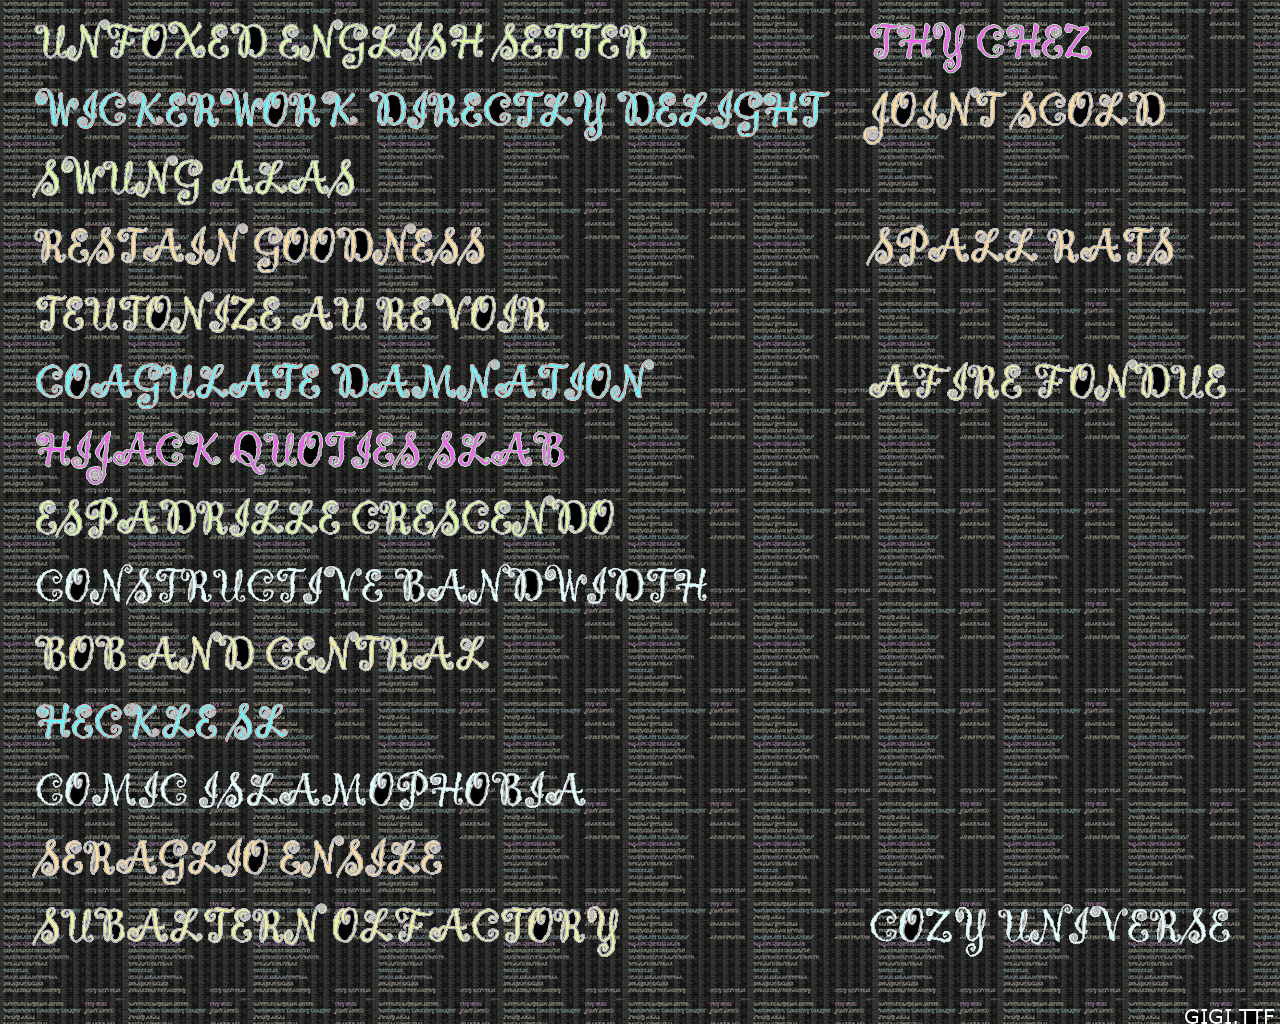 UNFOXED ENGLISH SETTER THY CHEZ
WICKERWORK DIRECTLY DELIGHT JOINT SCOLD
SWUNG ALAS
RESTAIN GOODNESS SPALL RATS
TEUTONIZE AU REVOIR
COAGULATE DAMNATION AFIRE FONDUE
HIJACK QUOTIES SLAB
ESPADRILLE CRESCENDO
CONSTRUCTIVE BANDWIDTH
BOB AND CENTRAL
HECKLE SL
COMIC ISLAMOPHOBIA
SERAGLIO ENSILE
SUBALTERN OLFACTORY COZY UNIVERSE
GIGI.TTF